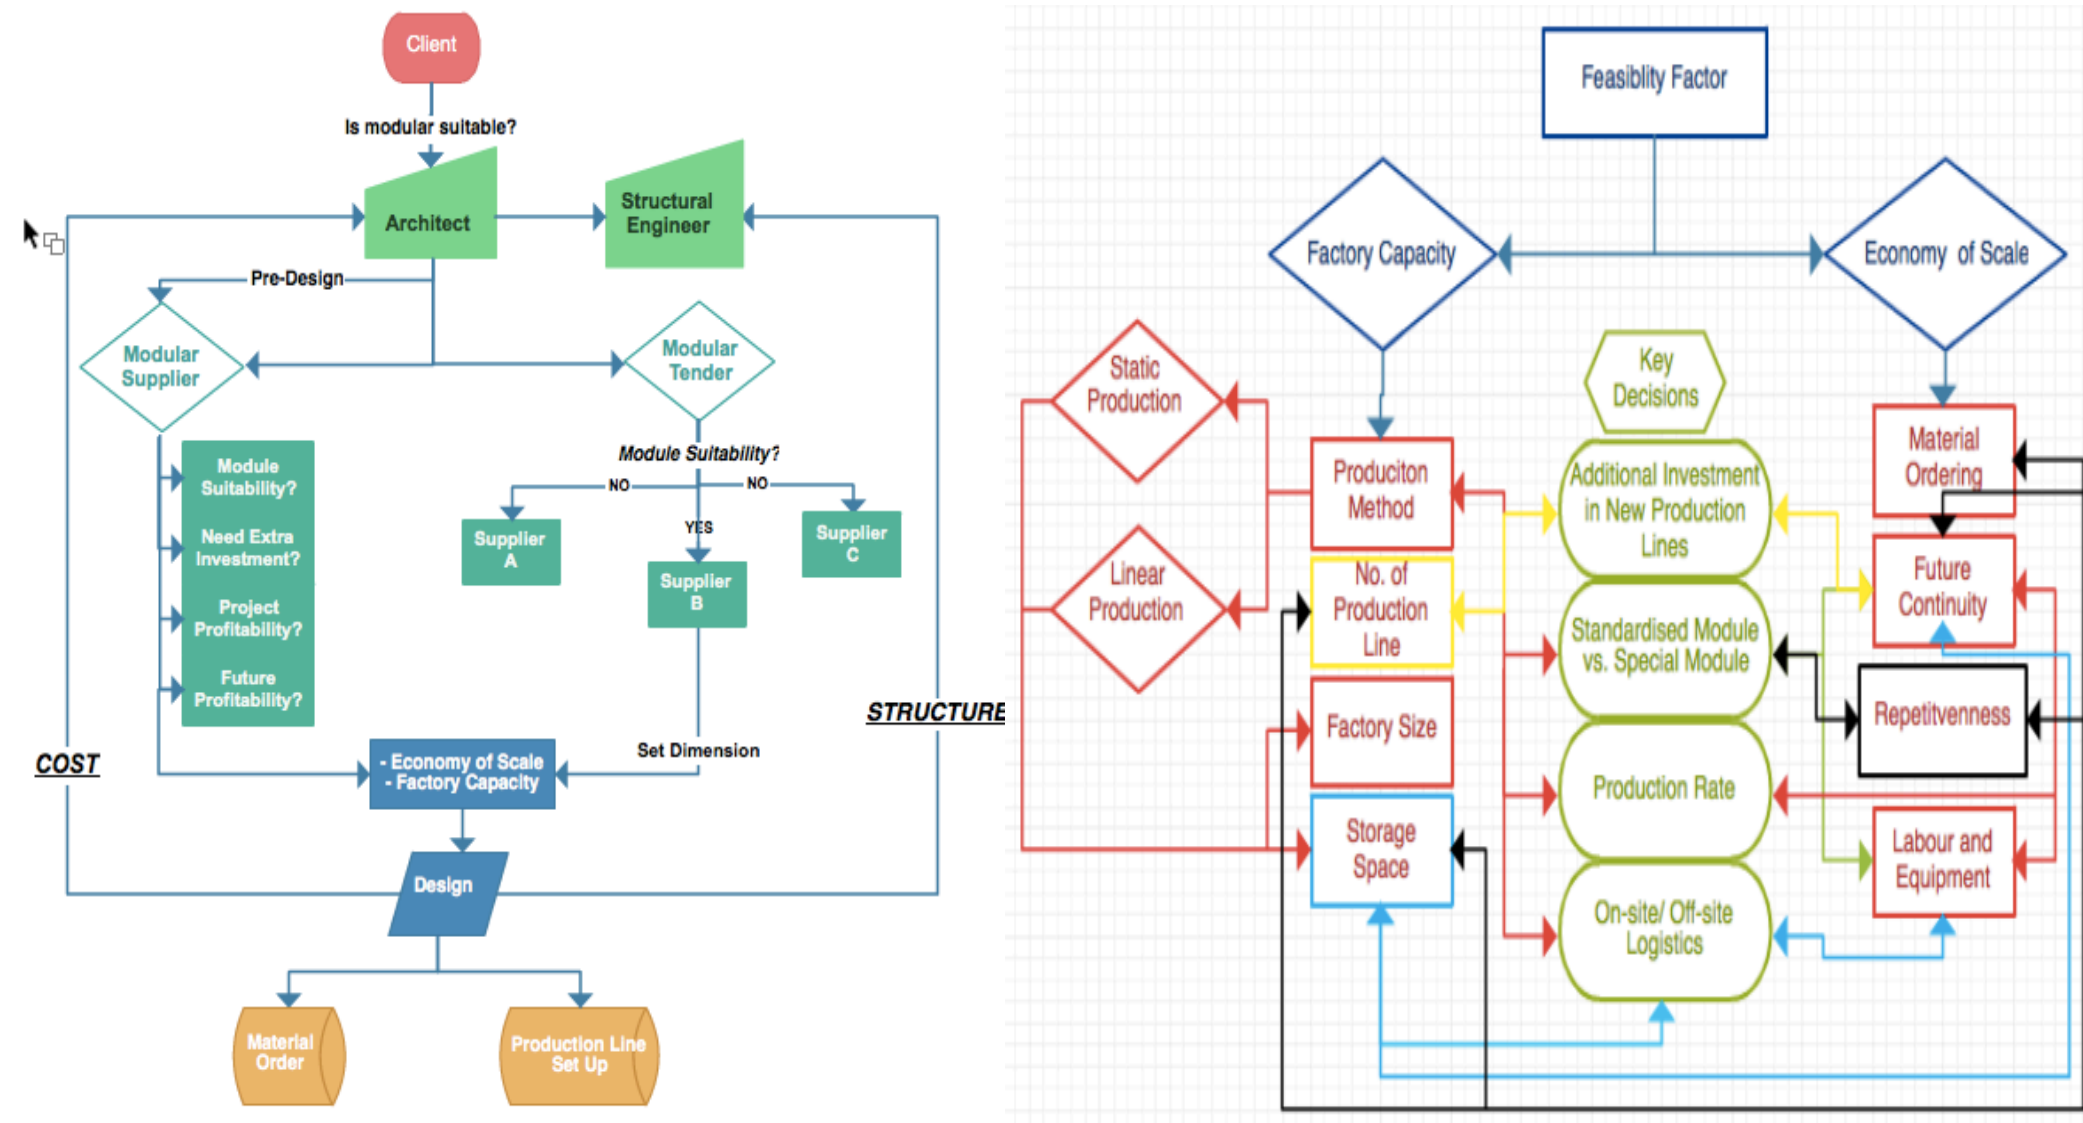 Client
Is modular suitable?
Architect
Structural
Engineer
Pre-Design
Modular
Supplier
Modular
Tender
Module Suitability?
NO
NO
YES
Module
Suitability?
Need Extra
Investment?
Project
Profitability?
Future
Profitability?
Supplier
A
Supplier
B
Supplier
C
STRUCTURE
COST
Set Dimension
- Economy of Scale
- Factory Capacity
Design
Material
Order
Production Line
Set Up
Feasiblity Factor
Factory Capacity
Economy of Scale
Static
Production
Linear
Production
Produciton
Method
No. of
Production
Line
Factory Size
Storage
Space
Key
Decisions
Additional Investment
in New Production
Lines
Standardised Module
vs. Special Module
Production Rate
On-site/ Off-site
Logistics
Material
Ordering
Future
Continuity
Repetitvenness
Labour and
Equipment